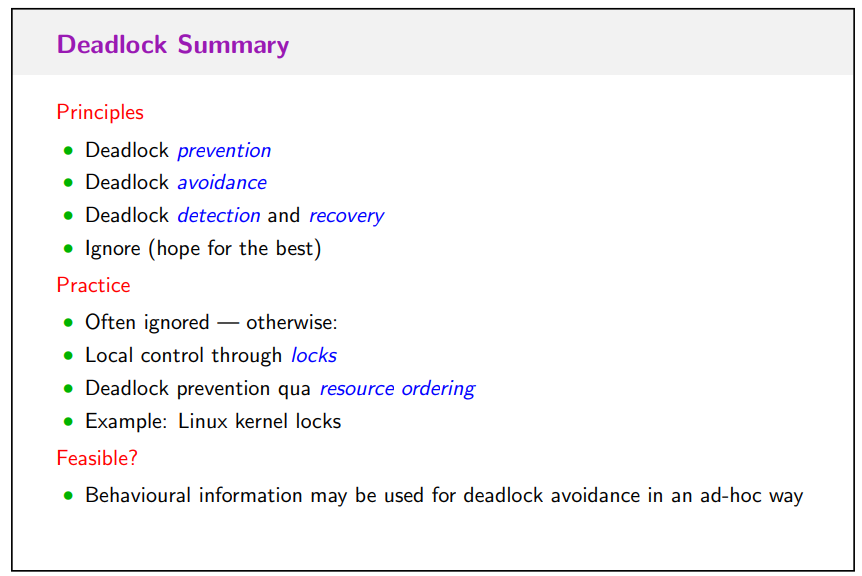 Deadlock Summary
Principles
• Deadlock prevention
• Deadlock avoidance
• Deadlock detection and recovery
• Ignore (hope for the best)
Practice
• Often ignored — otherwise:
• Local control through locks
• Deadlock prevention qua resource ordering
• Example: Linux kernel locks
Feasible?
• Behavioural information may be used for deadlock avoidance in an ad-hoc way